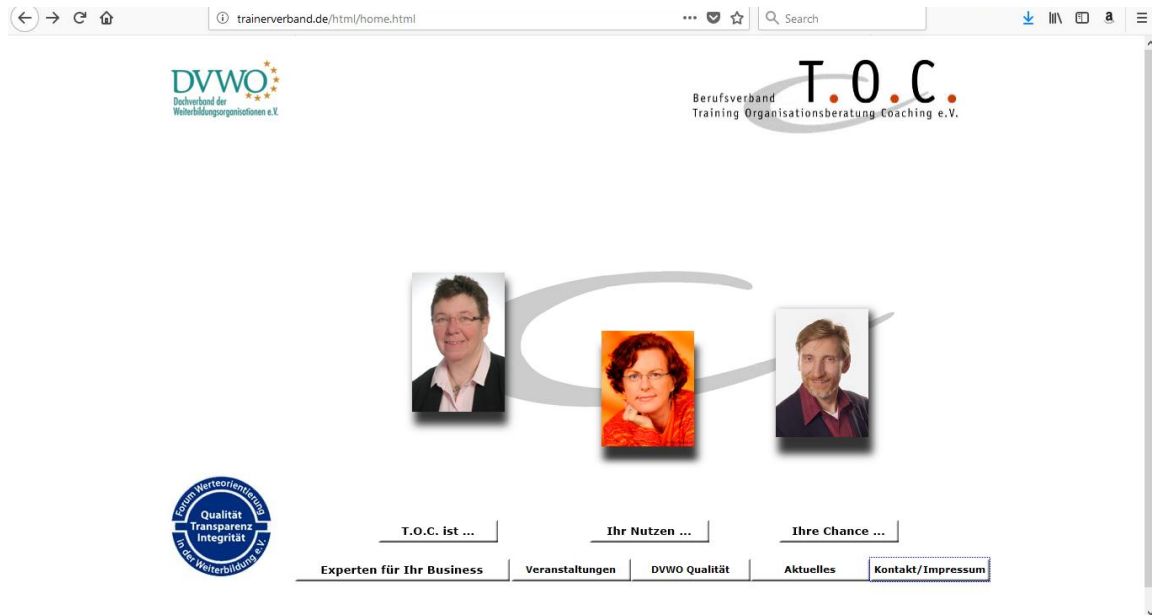 trainerverband.de/html/home.html
Search
DVWO
Dachverband der
Weiterbildungsorganisationen e.V.
T.O.C.
Berufsverband
Training Organisationsberatung Coaching e.V.
Forum Werteorientierung
Qualität
Transparenz
Integrität
in der Weiterbildung e.V.
T.O.C. ist ...
Ihr Nutzen ...
Ihre Chance ...
Experten für Ihr Business
Veranstaltungen
DVWO Qualität
Aktuelles
Kontakt/Impressum